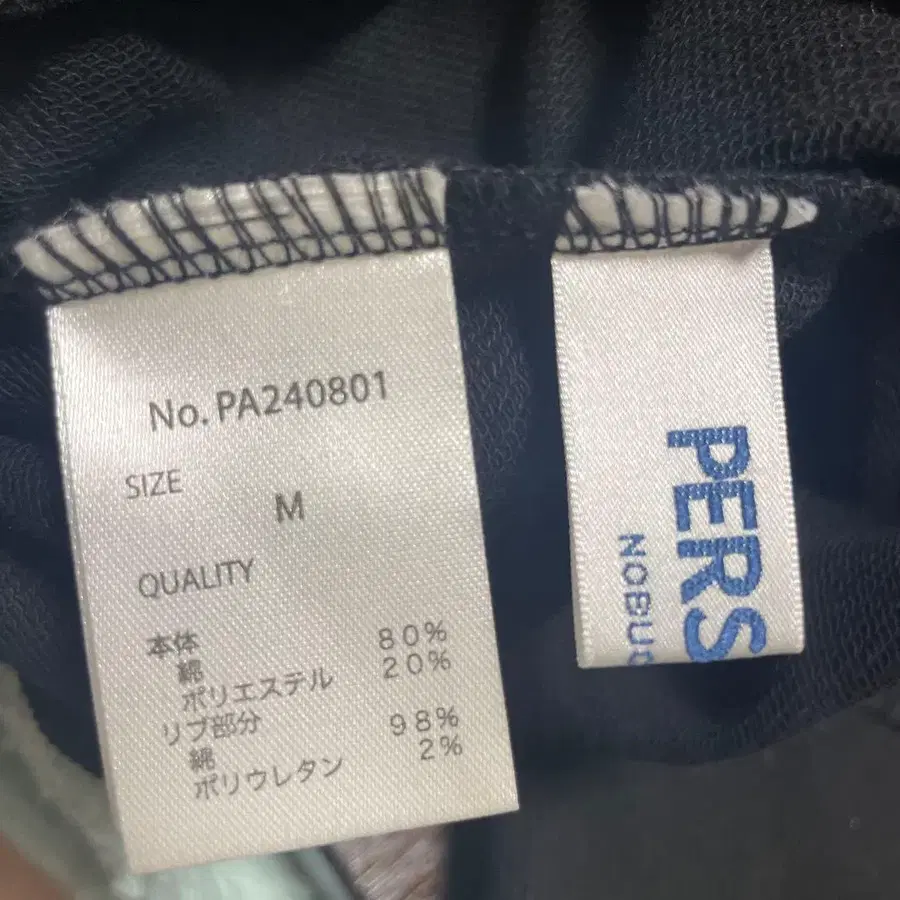 No. PA240801
SIZE
M
QUALITY
本体
綿 80%
ポリエステル 20%
リブ部分
綿 98%
ポリウレタン 2%
PERS
NOBUC